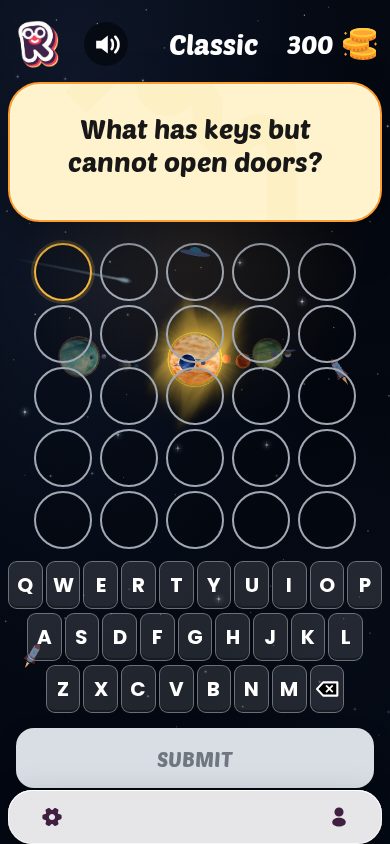 R
Classic
300
What has keys but
cannot open doors?
Q W E R T Y U I O P
A S D F G H J K L
Z X C V B N M
SUBMIT